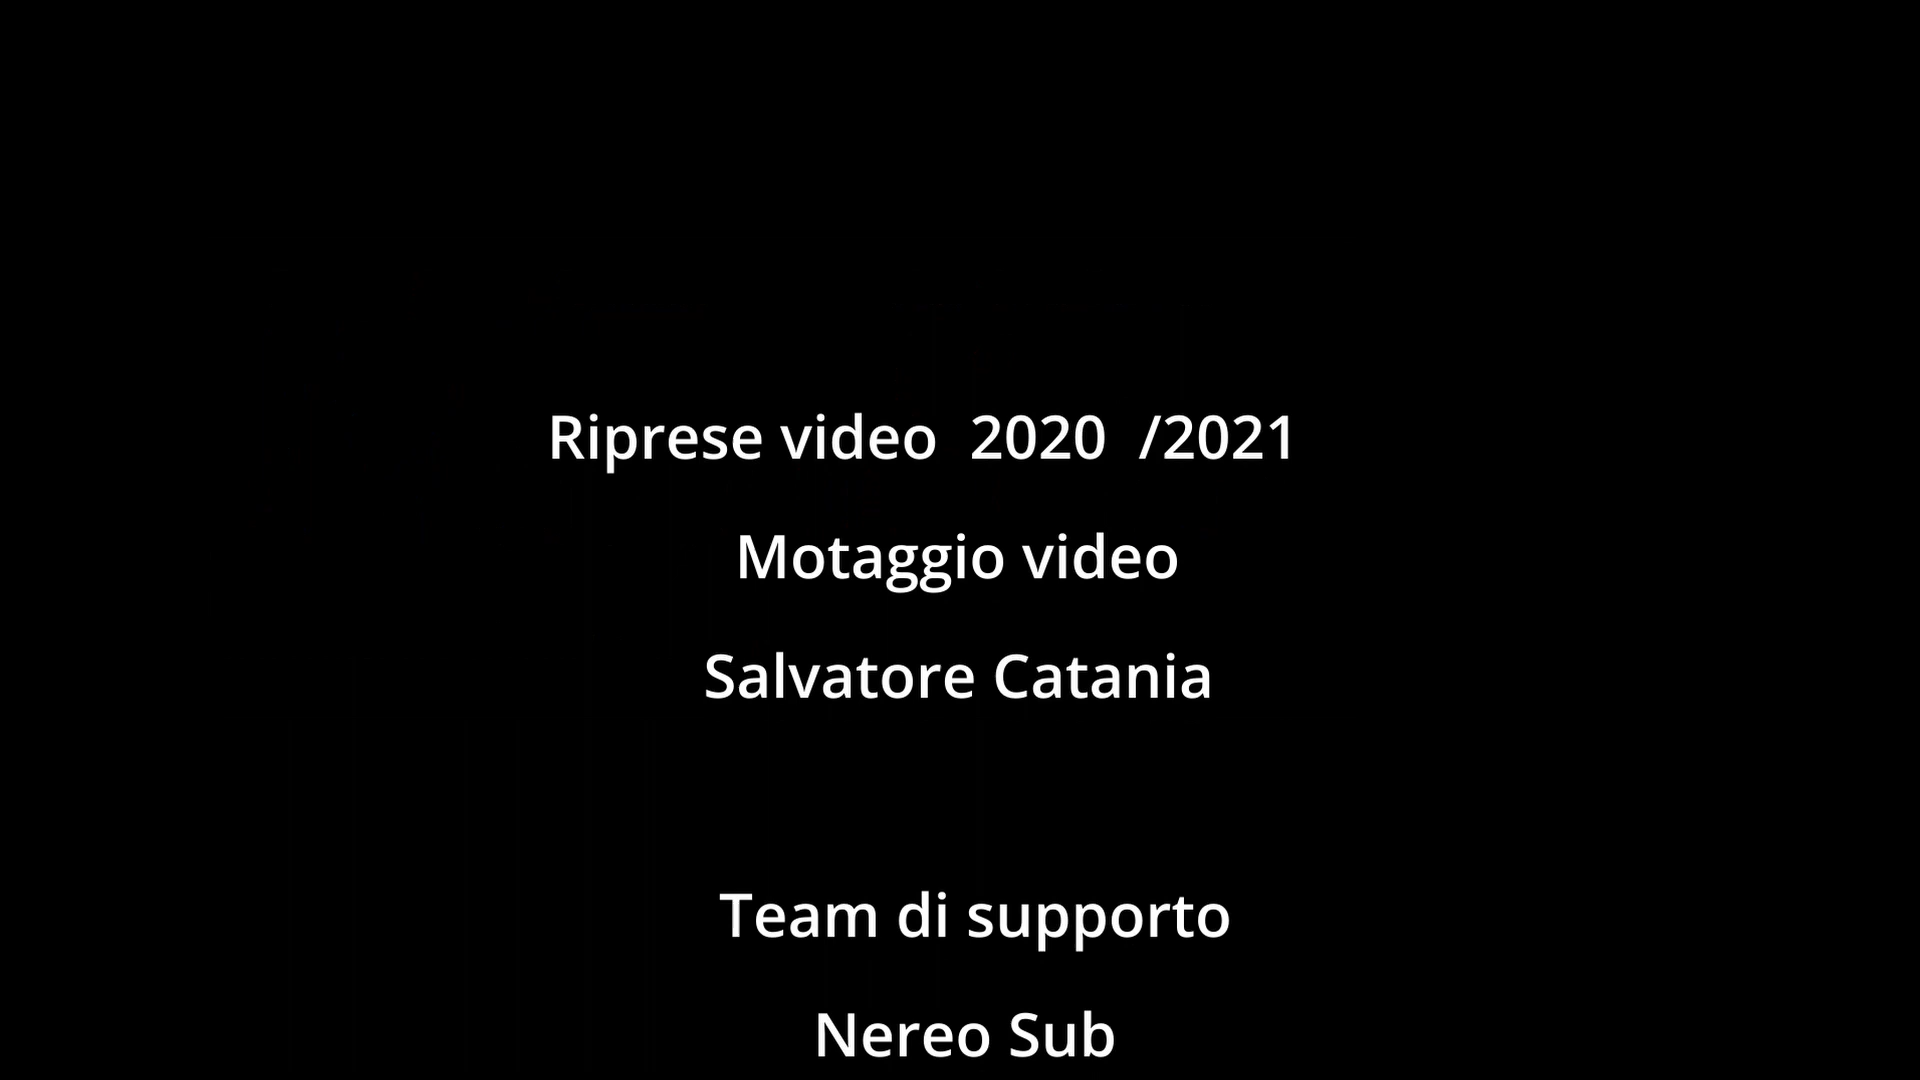 Riprese video  2020  /2021
Motaggio video
Salvatore Catania
Team di supporto
Nereo Sub